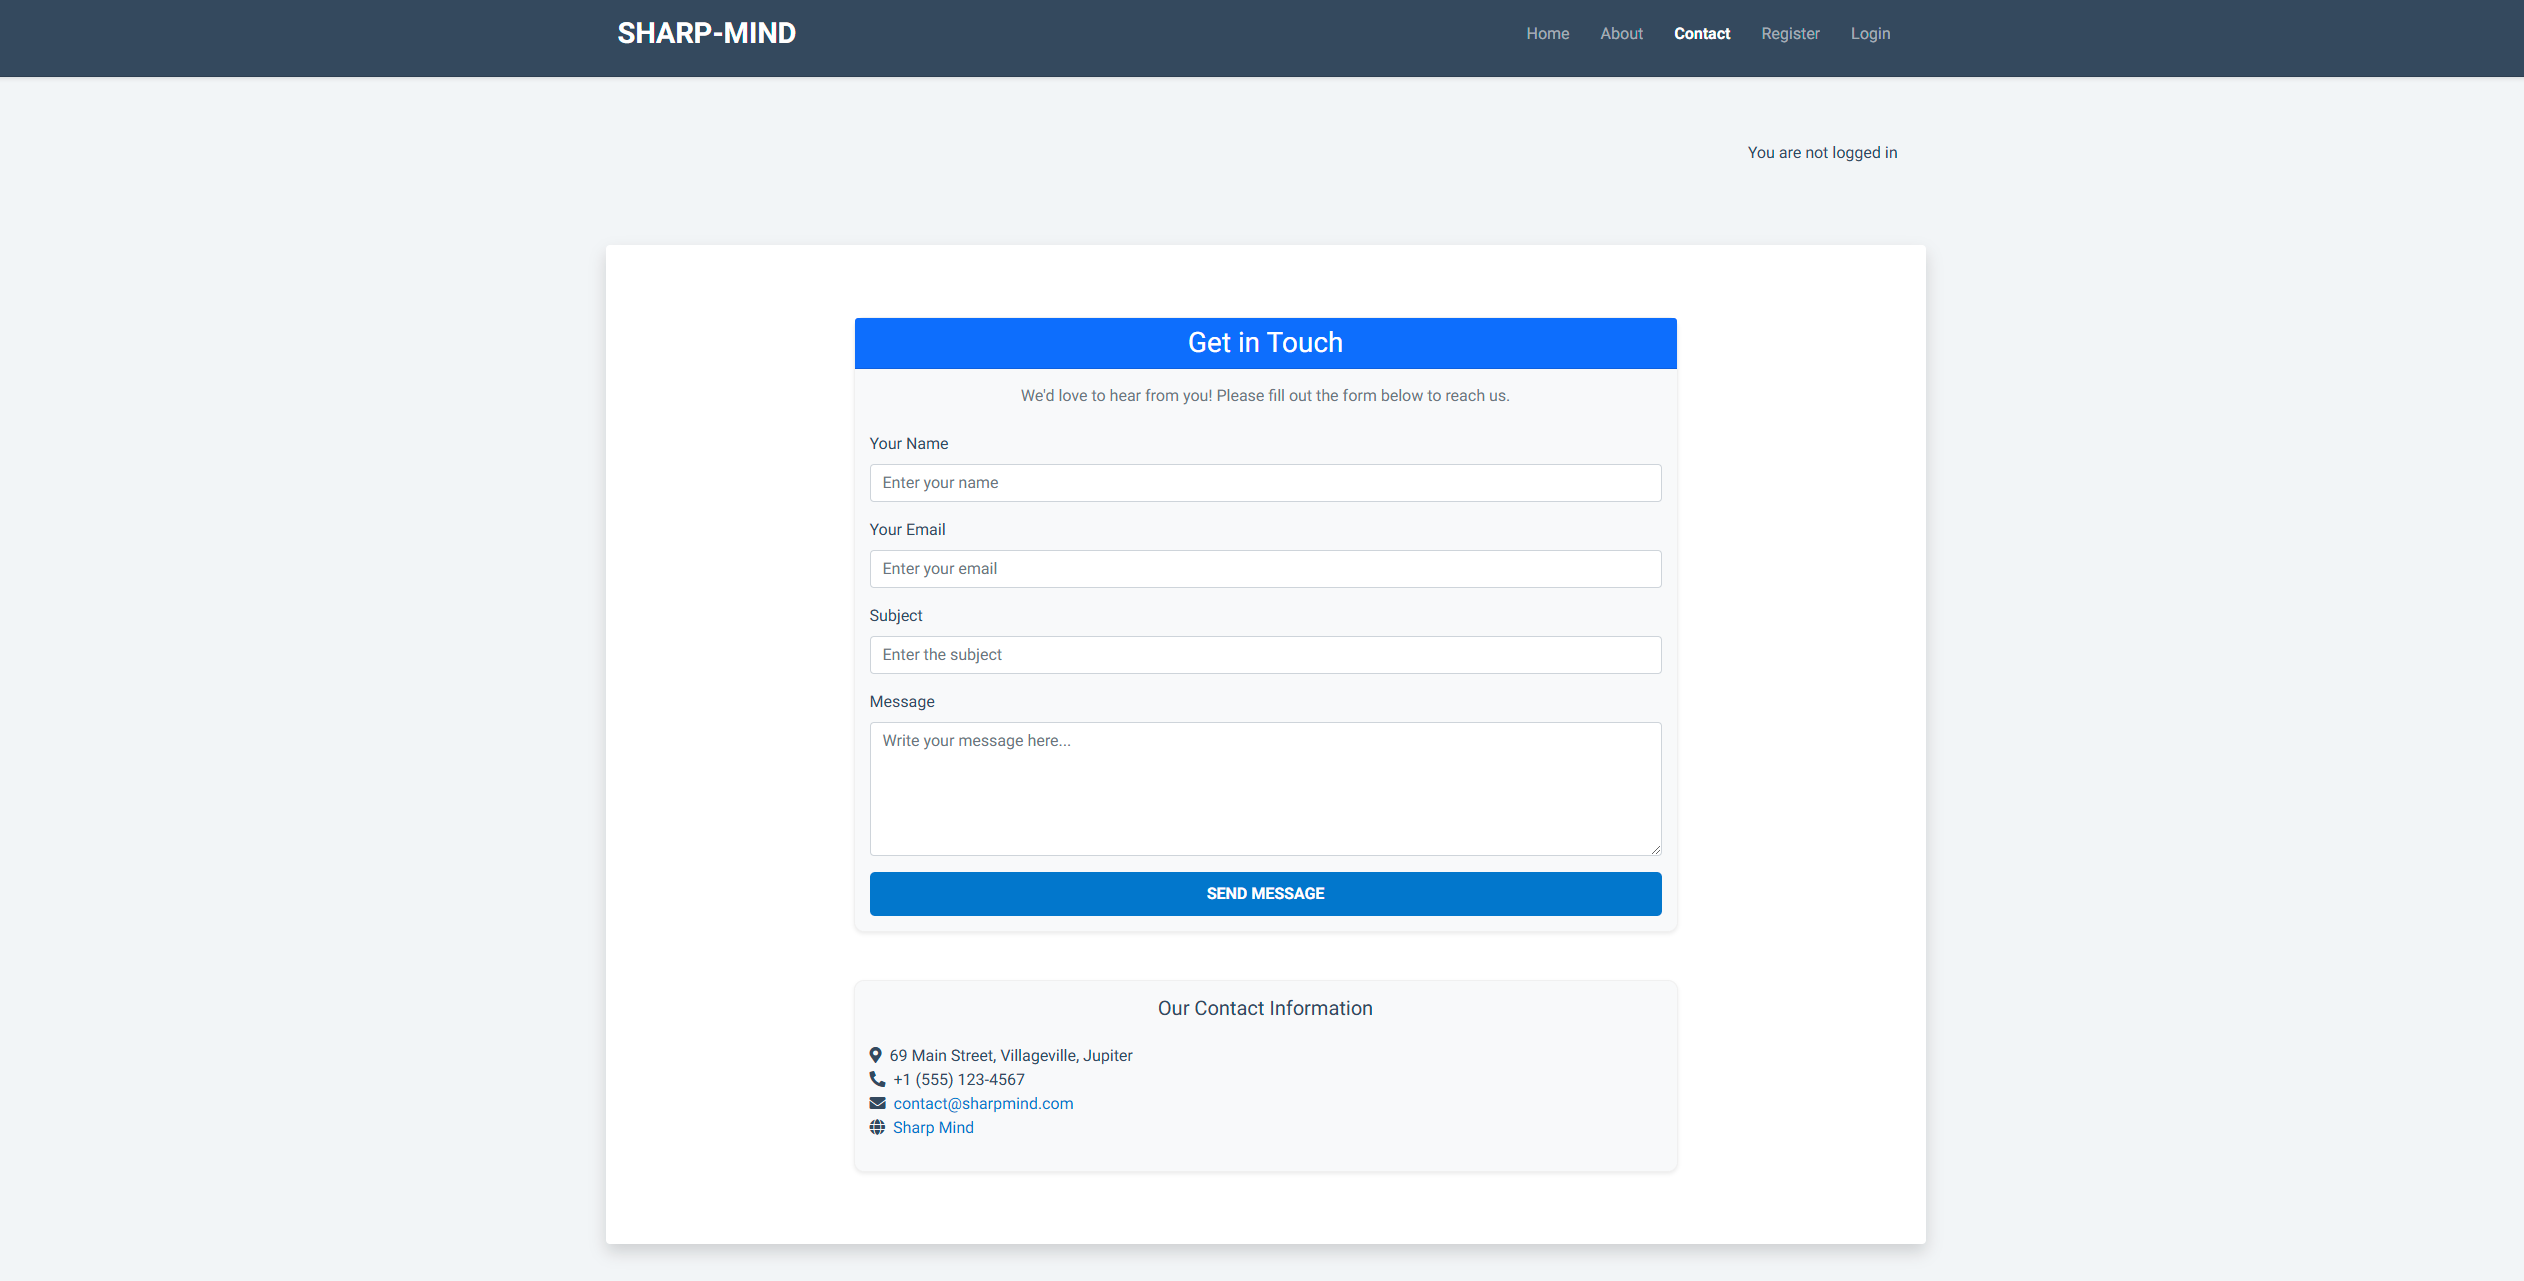 SHARP-MIND
Home About Contact Register Login
You are not logged in
Get in Touch
We'd love to hear from you! Please fill out the form below to reach us.
Your Name
Enter your name
Your Email
Enter your email
Subject
Enter the subject
Message
Write your message here...
SEND MESSAGE
Our Contact Information
69 Main Street, Villageville, Jupiter
+1 (555) 123-4567
contact@sharpmind.com
Sharp Mind